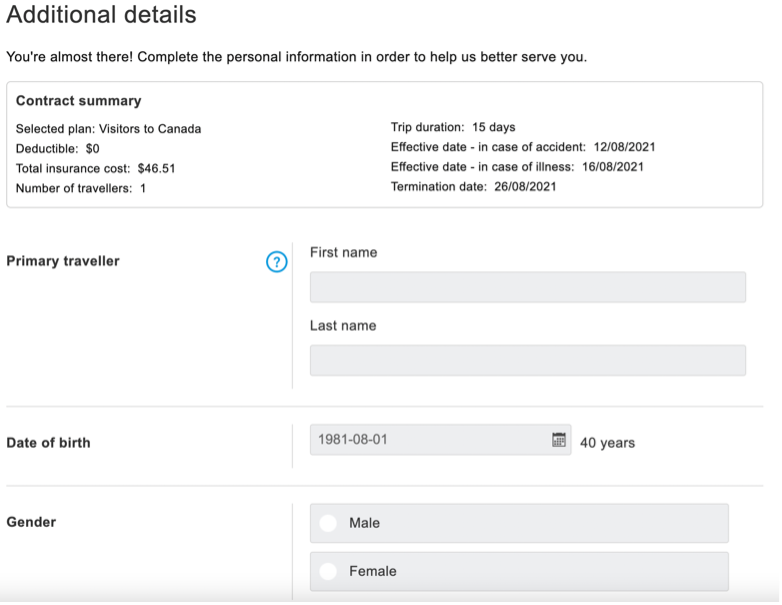 Additional details
You're almost there! Complete the personal information in order to help us better serve you.
Contract summary
Selected plan: Visitors to Canada
Deductible: $0
Total insurance cost: $46.51
Number of travellers: 1
Trip duration: 15 days
Effective date - in case of accident: 12/08/2021
Effective date - in case of illness: 16/08/2021
Termination date: 26/08/2021
Primary traveller
?
First name
Last name
Date of birth
1981-08-01
40 years
Gender
Male
Female